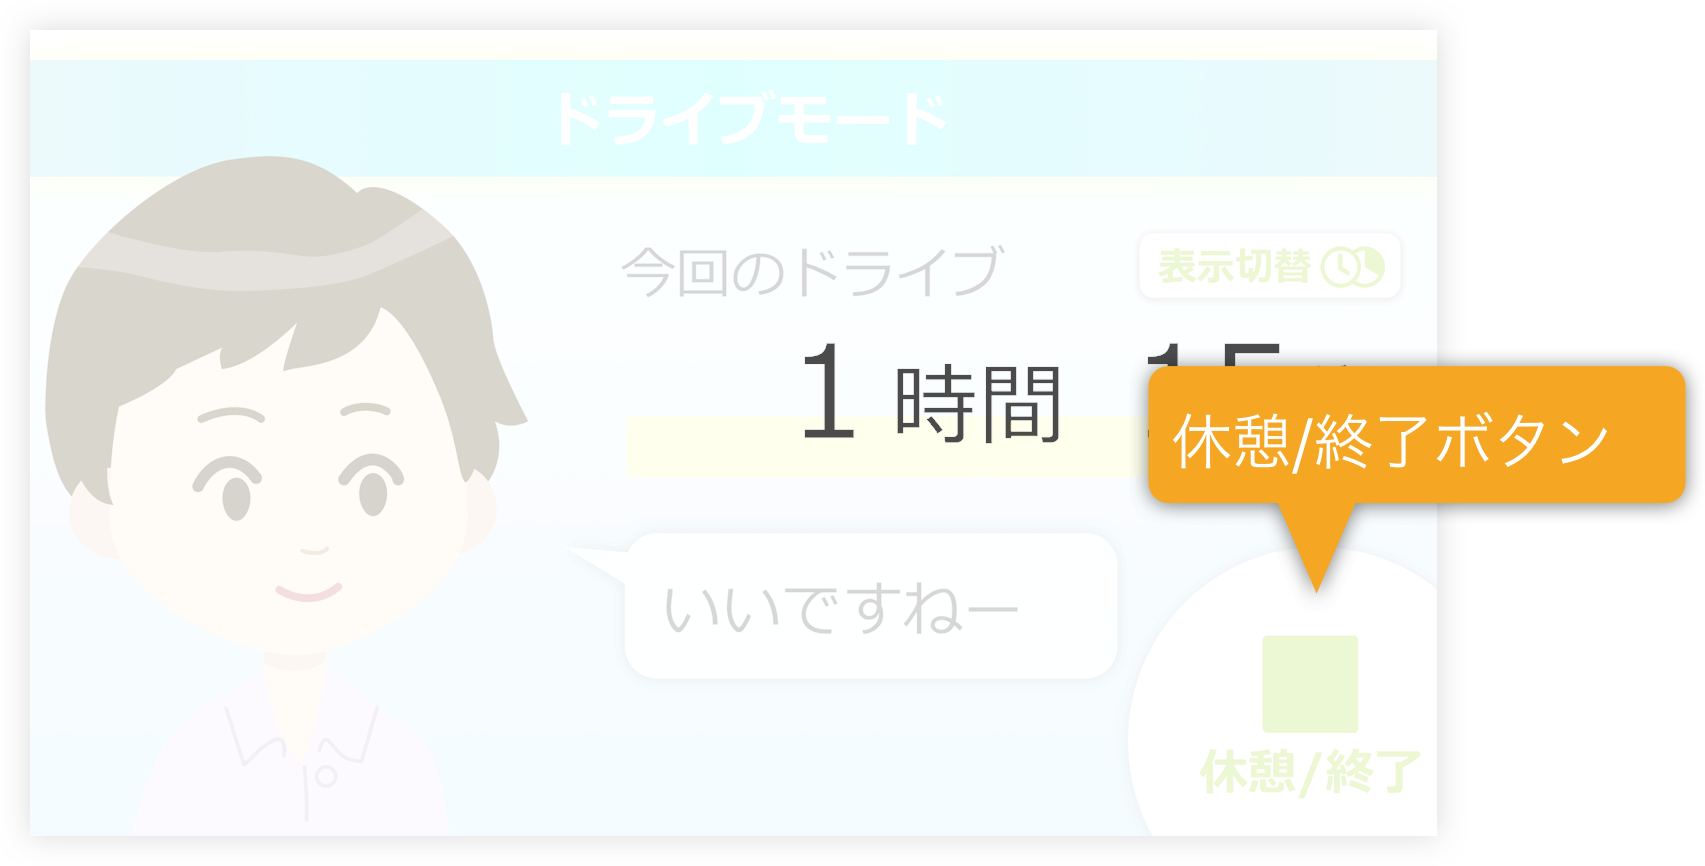 ドライブモード
今回のドライブ
表示切替
1時間 15
休憩/終了ボタン
いいですねー
休憩/終了